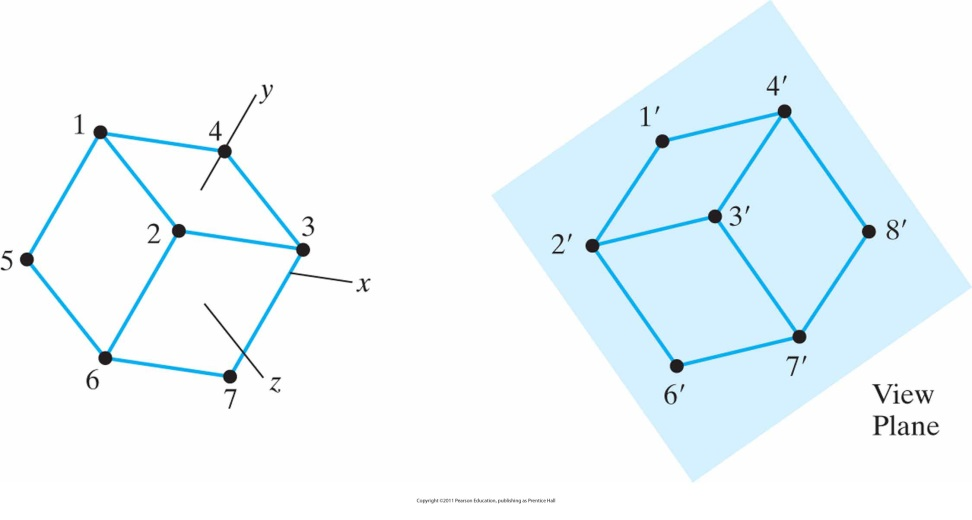 y
4
1
2
3
5
x
6
z
7
4′
1′
3′
2′
8′
7′
6′
View
Plane
Copyright ©2011 Pearson Education, publishing as Prentice Hall